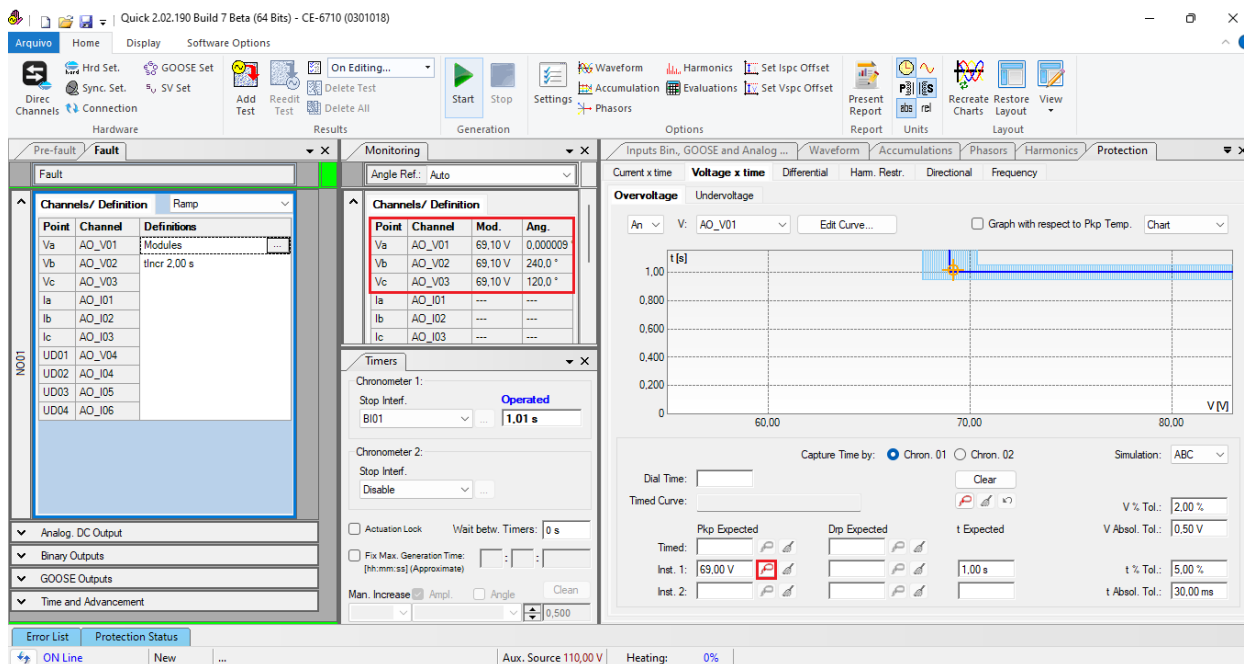 Quick 2.02.190 Build 7 Beta (64 Bits) - CE-6710 (0301018)
Arquivo Home Display Software Options
Direc Channels
Hrd Set.
Sync. Set.
Connection
GOOSE Set
SV Set
Hardware
Add Test
Reedit Test
On Editing...
Delete Test
Delete All
Results
Start
Stop
Generation
Settings
Waveform
Accumulation
Phasors
Harmonics
Evaluations
Set Ispc Offset
Set Vspc Offset
Options
Present Report
Report
abs rel
Units
Recreate Charts
Restore Layout
View
Layout
Pre-fault Fault
Fault
NO01
Channels/ Definition Ramp
Point Channel Definitions
Va AO_V01 Modules ...
Vb AO_V02 tIncr 2,00 s
Vc AO_V03
Ia AO_I01
Ib AO_I02
Ic AO_I03
UD01 AO_V04
UD02 AO_I04
UD03 AO_I05
UD04 AO_I06
Analog. DC Output
Binary Outputs
GOOSE Outputs
Time and Advancement
Monitoring
Angle Ref.: Auto
Channels/ Definition
Point Channel Mod. Ang.
Va AO_V01 69,10 V 0,000009 °
Vb AO_V02 69,10 V 240,0 °
Vc AO_V03 69,10 V 120,0 °
Ia AO_I01 --- ---
Ib AO_I02 --- ---
Ic AO_I03 --- ---
Timers
Chronometer 1:
Stop Interf. Operated
BI01 ... 1,01 s
Chronometer 2:
Stop Interf.
Disable ...
Actuation Lock Wait betw. Timers: 0 s
Fix Max. Generation Time: : :
[hh:mm:ss] (Approximate)
Clean
Man. Increase Ampl. Angle
0,500
Inputs Bin., GOOSE and Analog ... Waveform Accumulations Phasors Harmonics Protection
Current x time Voltage x time Differential Harm. Restr. Directional Frequency
Overvoltage Undervoltage
An V: AO_V01 Edit Curve... Graph with respect to Pkp Temp. Chart
t [s]
1,00
0,800
0,600
0,400
0,200
0
60,00 70,00 80,00
V [V]
Capture Time by: Chron. 01 Chron. 02 Simulation: ABC
Dial Time: Clear
Timed Curve: V % Tol.: 2,00 %
Pkp Expected Drp Expected t Expected V Absol. Tol.: 0,50 V
Timed:
Inst. 1: 69,00 V 1,00 s t % Tol.: 5,00 %
Inst. 2: t Absol. Tol.: 30,00 ms
Error List Protection Status
ON Line New ... Aux. Source 110,00 V Heating: 0%